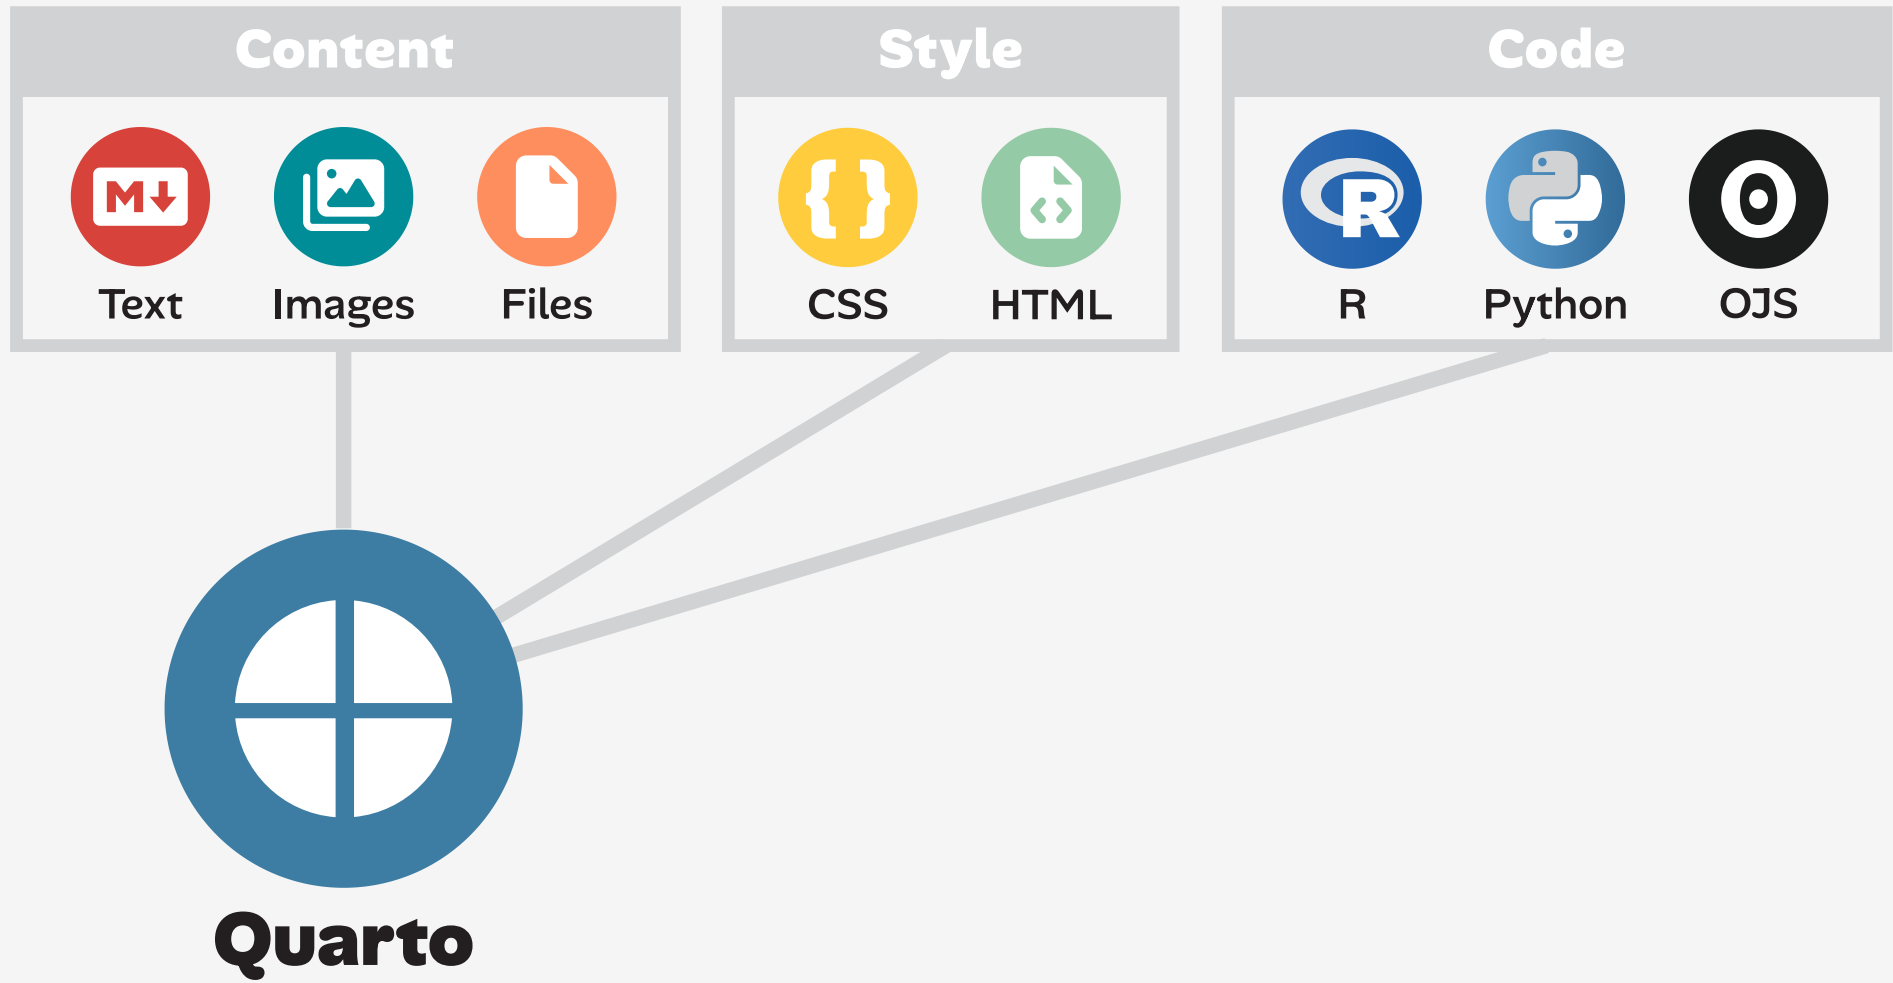 Content
Style
Code
M
R
Text
Images
Files
CSS
HTML
R
Python
OJS
Quarto